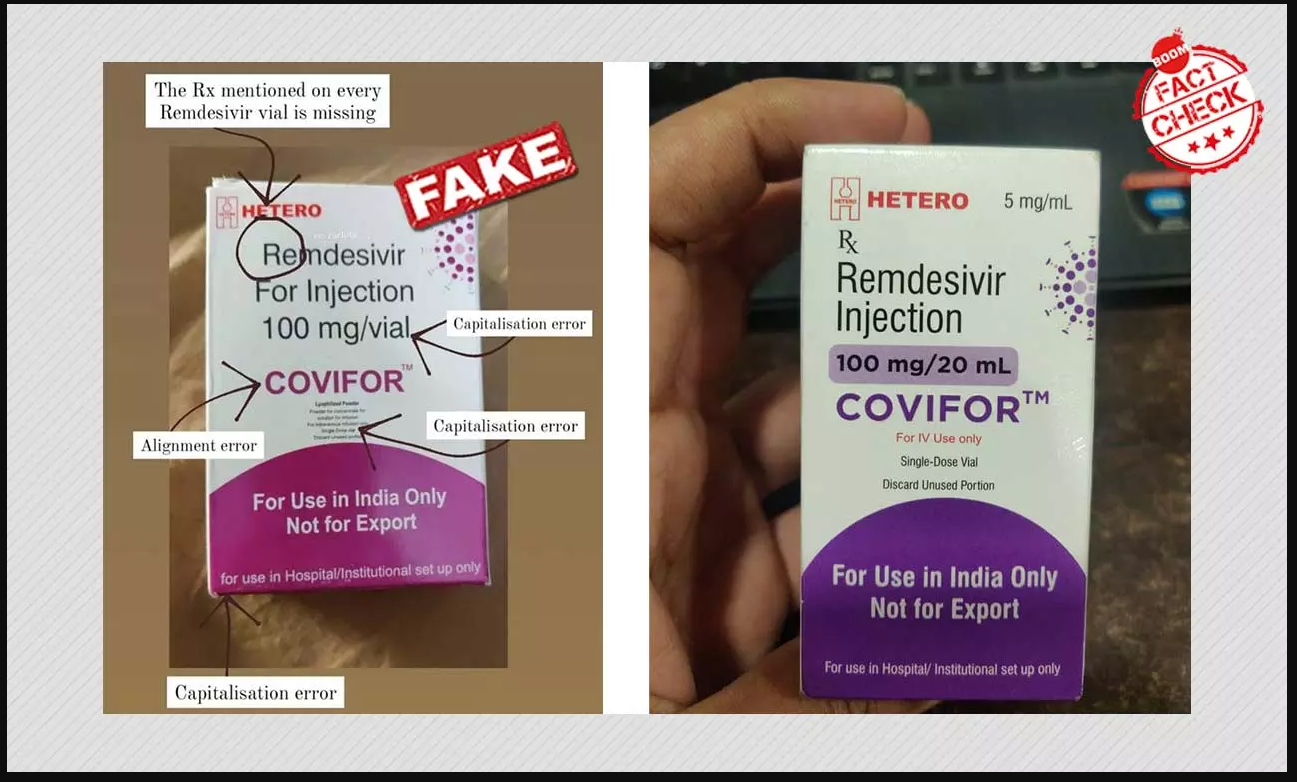 The Rx mentioned on every
Remdesivir vial is missing
FAKE
HETERO
HETERO
Remdesivir
For Injection
100 mg/vial
Capitalisation error
COVIFOR™
Lyophilized Powder
Capitalisation error
Alignment error
For Use in India Only
Not for Export
for use in Hospital/Institutional set up only
Capitalisation error
BOOM
FACT
CHECK
HETERO
HETERO 5 mg/mL
Rx
Remdesivir
Injection
100 mg/20 mL
COVIFOR™
For IV Use only
Single-Dose Vial
Discard Unused Portion
For Use in India Only
Not for Export
For use in Hospital/ Institutional set up only